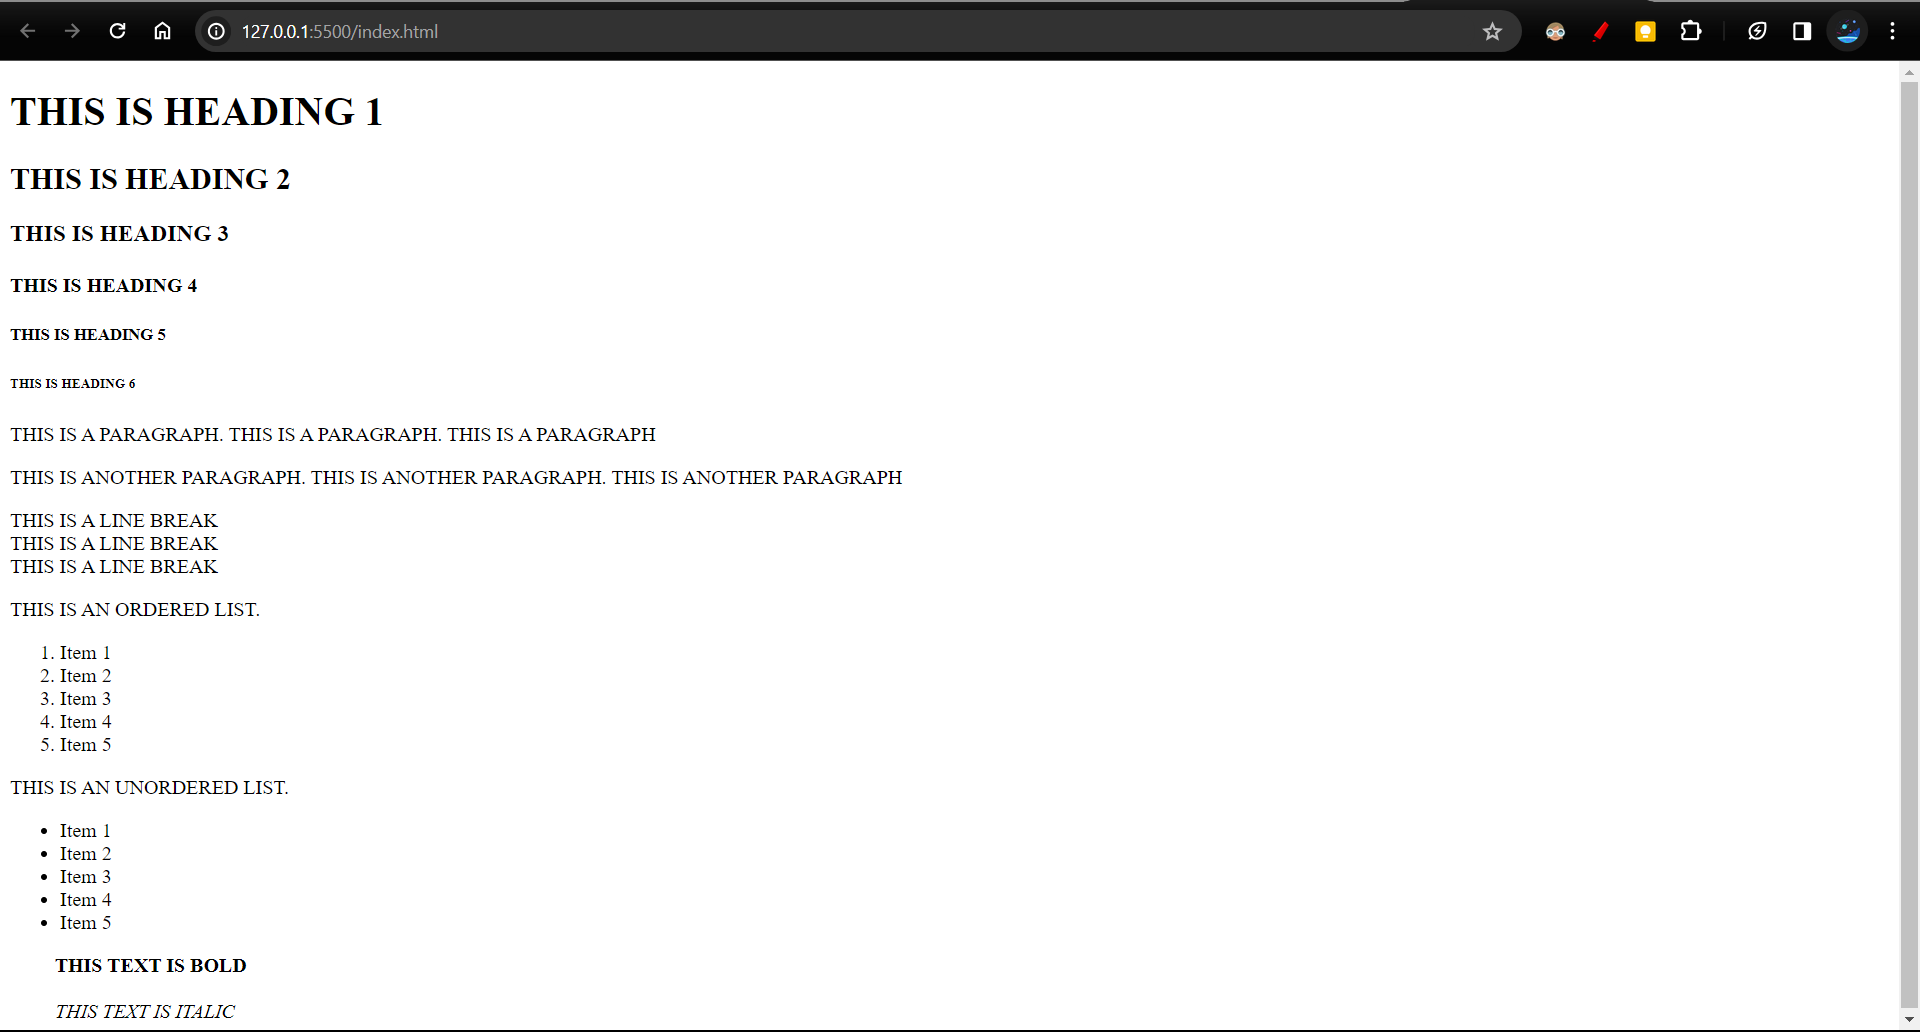 127.0.0.1:5500/index.html
THIS IS HEADING 1
THIS IS HEADING 2
THIS IS HEADING 3
THIS IS HEADING 4
THIS IS HEADING 5
THIS IS HEADING 6
THIS IS A PARAGRAPH. THIS IS A PARAGRAPH. THIS IS A PARAGRAPH
THIS IS ANOTHER PARAGRAPH. THIS IS ANOTHER PARAGRAPH. THIS IS ANOTHER PARAGRAPH
THIS IS A LINE BREAK
THIS IS A LINE BREAK
THIS IS A LINE BREAK
THIS IS AN ORDERED LIST.
1. Item 1
2. Item 2
3. Item 3
4. Item 4
5. Item 5
THIS IS AN UNORDERED LIST.
• Item 1
• Item 2
• Item 3
• Item 4
• Item 5
THIS TEXT IS BOLD
THIS TEXT IS ITALIC